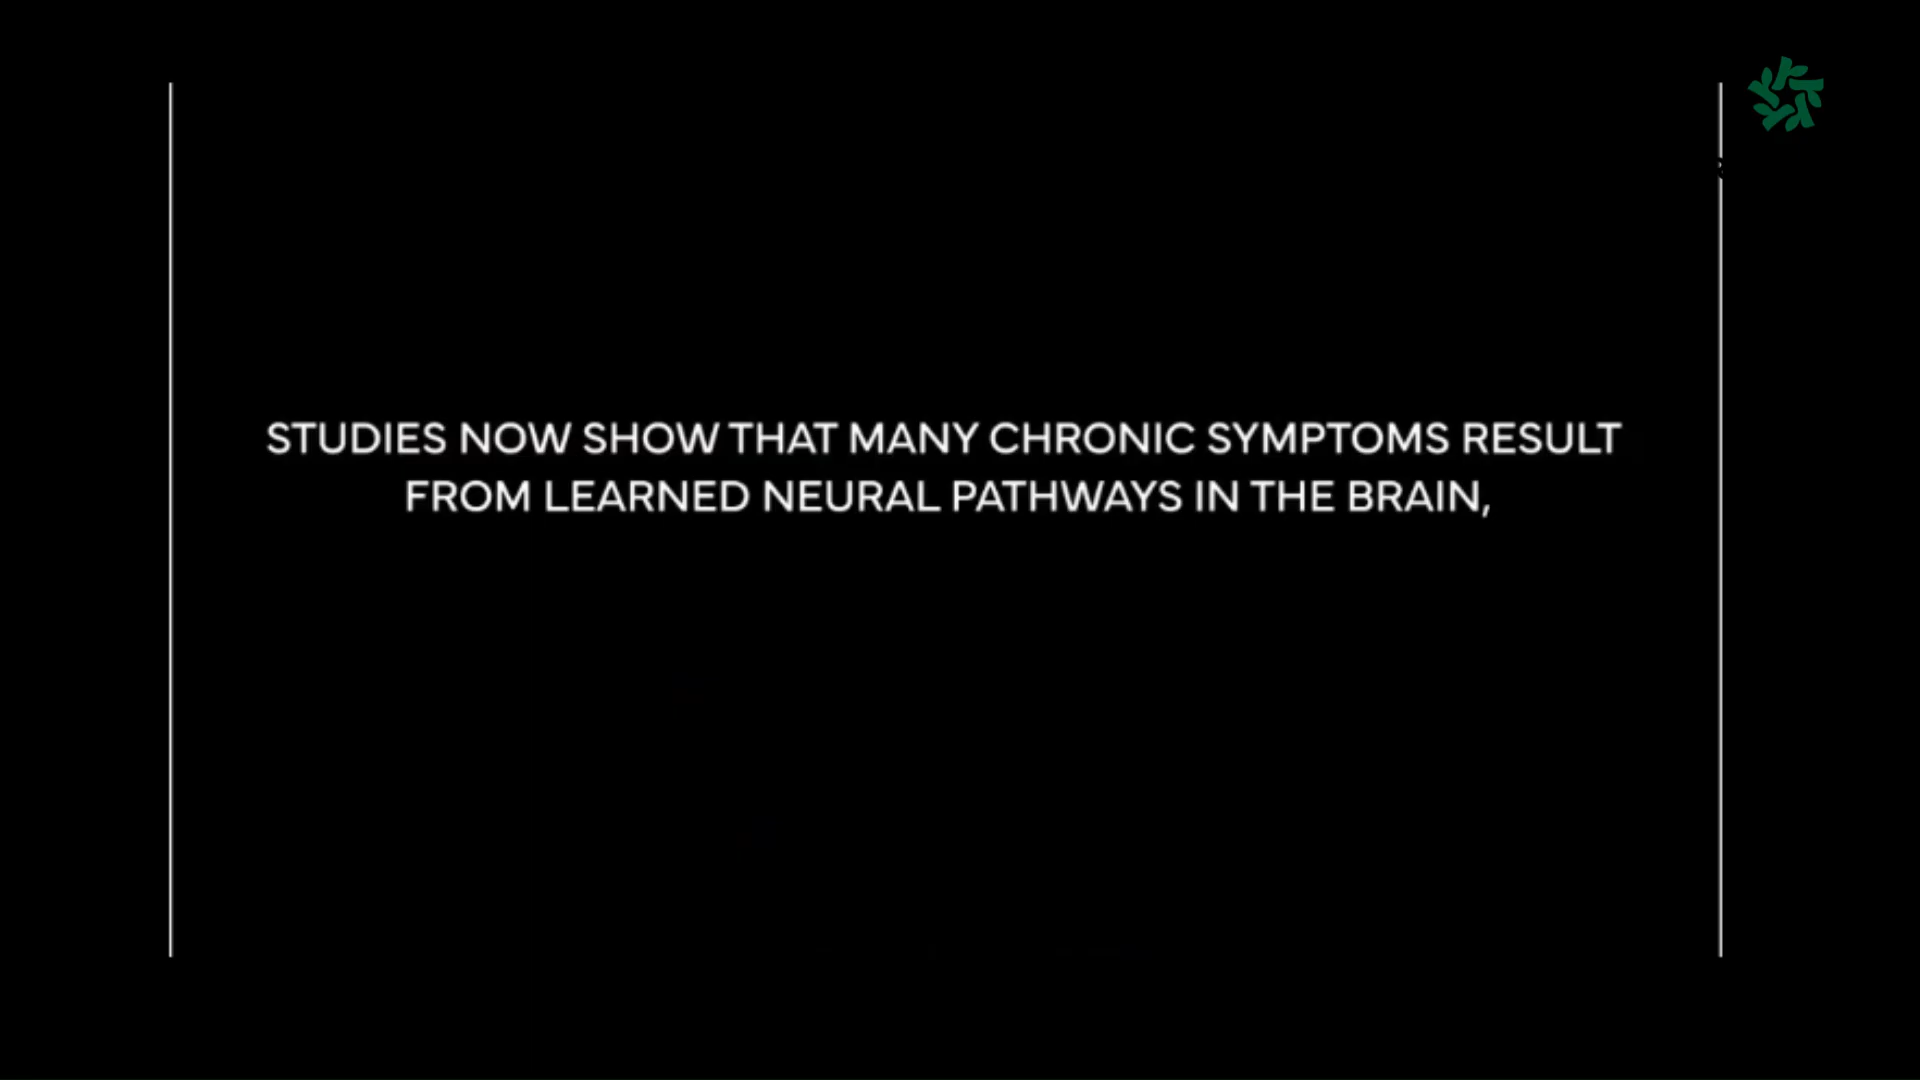 STUDIES NOW SHOW THAT MANY CHRONIC SYMPTOMS RESULT
FROM LEARNED NEURAL PATHWAYS IN THE BRAIN,